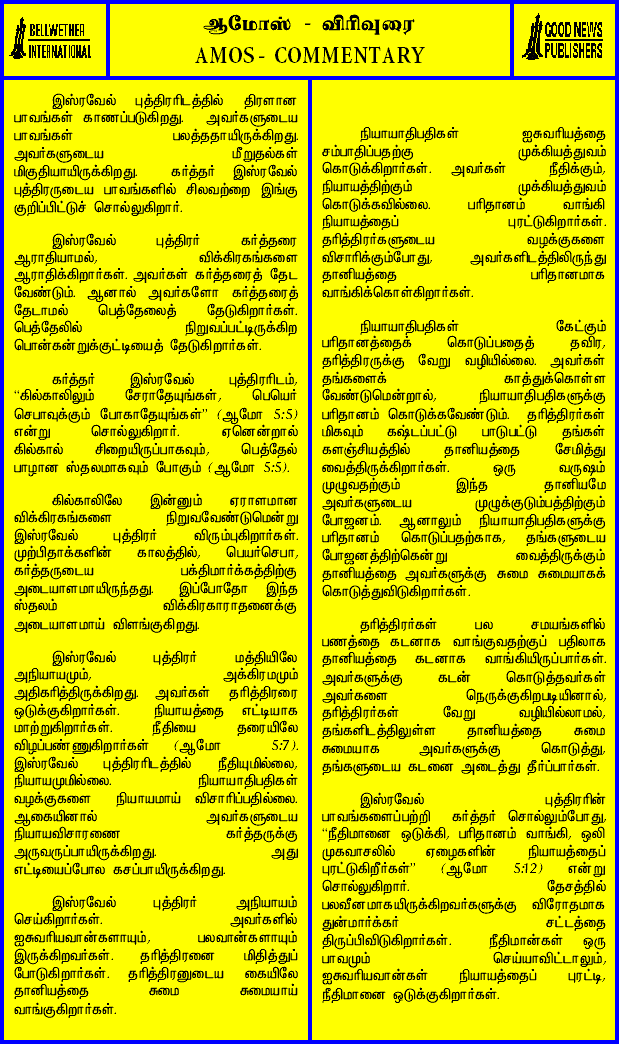 BELLWETHER
INTERNATIONAL
ஆமோஸ் - விரிவுரை
AMOS - COMMENTARY
GOOD NEWS
PUBLISHERS
இஸ்ரவேல் புத்திரரிடத்தில் திரளான
பாவங்கள் காணப்படுகிறது. அவர்களுடைய
பாவங்கள் பலத்ததாயிருக்கிறது.
அவர்களுடைய மீறுதல்கள்
மிகுதியாயிருக்கிறது. கர்த்தர் இஸ்ரவேல்
புத்திரருடைய பாவங்களில் சிலவற்றை இங்கு
குறிப்பிட்டுச் சொல்லுகிறார்.
இஸ்ரவேல் புத்திரர் கர்த்தரை
ஆராதியாமல், விக்கிரகங்களை
ஆராதிக்கிறார்கள். அவர்கள் கர்த்தரைத் தேட
வேண்டும். ஆனால் அவர்களோ கர்த்தரைத்
தேடாமல் பெத்தேலைத் தேடுகிறார்கள்.
பெத்தேலில் நிறுவப்பட்டிருக்கிற
பொன்கன்றுக்குட்டியைத் தேடுகிறார்கள்.
கர்த்தர் இஸ்ரவேல் புத்திரரிடம்,
“கில்காலிலும் சேராதேயுங்கள், பெயெர்
செபாவுக்கும் போகாதேயுங்கள்” (ஆமோ 5:5)
என்று சொல்லுகிறார். ஏனென்றால்
கில்கால் சிறையிருப்பாகவும், பெத்தேல்
பாழான ஸ்தலமாகவும் போகும் (ஆமோ 5:5).
கில்காலிலே இன்னும் ஏராளமான
விக்கிரகங்களை நிறுவவேண்டுமென்று
இஸ்ரவேல் புத்திரர் விரும்புகிறார்கள்.
முற்பிதாக்களின் காலத்தில், பெயர்செபா,
கர்த்தருடைய பக்திமார்க்கத்திற்கு
அடையாளமாயிருந்தது. இப்போதோ இந்த
ஸ்தலம் விக்கிரகாராதனைக்கு
அடையாளமாய் விளங்குகிறது.
இஸ்ரவேல் புத்திரர் மத்தியிலே
அநியாயமும், அக்கிரமமும்
அதிகரித்திருக்கிறது. அவர்கள் தரித்திரரை
ஒடுக்குகிறார்கள். நியாயத்தை எட்டியாக
மாற்றுகிறார்கள். நீதியை தரையிலே
விழப்பண்ணுகிறார்கள் (ஆமோ 5:7).
இஸ்ரவேல் புத்திரரிடத்தில் நீதியுமில்லை,
நியாயமுமில்லை. நியாயாதிபதிகள்
வழக்குகளை நியாயமாய் விசாரிப்பதில்லை.
ஆகையினால் அவர்களுடைய
நியாயவிசாரணை கர்த்தருக்கு
அருவருப்பாயிருக்கிறது. அது
எட்டியைப்போல கசப்பாயிருக்கிறது.
இஸ்ரவேல் புத்திரர் அநியாயம்
செய்கிறார்கள். அவர்களில்
ஐசுவரியவான்களாயும், பலவான்களாயும்
இருக்கிறவர்கள். தரித்திரனை மிதித்துப்
போடுகிறார்கள். தரித்திரனுடைய கையிலே
தானியத்தை சுமை சுமையாய்
வாங்குகிறார்கள்.
நியாயாதிபதிகள் ஐசுவரியத்தை
சம்பாதிப்பதற்கு முக்கியத்துவம்
கொடுக்கிறார்கள். அவர்கள் நீதிக்கும்,
நியாயத்திற்கும் முக்கியத்துவம்
கொடுக்கவில்லை. பரிதானம் வாங்கி
நியாயத்தைப் புரட்டுகிறார்கள்.
தரித்திரர்களுடைய வழக்குகளை
விசாரிக்கும்போது, அவர்களிடத்திலிருந்து
தானியத்தை பரிதானமாக
வாங்கிக்கொள்கிறார்கள்.
நியாயாதிபதிகள் கேட்கும்
பரிதானத்தைக் கொடுப்பதைத் தவிர,
தரித்திரருக்கு வேறு வழியில்லை. அவர்கள்
தங்களைக் காத்துக்கொள்ள
வேண்டுமென்றால், நியாயாதிபதிகளுக்கு
பரிதானம் கொடுக்கவேண்டும். தரித்திரர்கள்
மிகவும் கஷ்டப்பட்டு பாடுபட்டு தங்கள்
களஞ்சியத்தில் தானியத்தை சேமித்து
வைத்திருக்கிறார்கள். ஒரு வருஷம்
முழுவதற்கும் இந்த தானியமே
அவர்களுடைய முழுக்குடும்பத்திற்கும்
போஜனம். ஆனாலும் நியாயாதிபதிகளுக்கு
பரிதானம் கொடுப்பதற்காக, தங்களுடைய
போஜனத்திற்கென்று வைத்திருக்கும்
தானியத்தை அவர்களுக்கு சுமை சுமையாகக்
கொடுத்துவிடுகிறார்கள்.
தரித்திரர்கள் பல சமயங்களில்
பணத்தை கடனாக வாங்குவதற்குப் பதிலாக
தானியத்தை கடனாக வாங்கியிருப்பார்கள்.
அவர்களுக்கு கடன் கொடுத்தவர்கள்
அவர்களை நெருக்குகிறபடியினால்,
தரித்திரர்கள் வேறு வழியில்லாமல்,
தங்களிடத்திலுள்ள தானியத்தை சுமை
சுமையாக அவர்களுக்கு கொடுத்து,
தங்களுடைய கடனை அடைத்து தீர்ப்பார்கள்.
இஸ்ரவேல் புத்திரரின்
பாவங்களைப்பற்றி கர்த்தர் சொல்லும்போது,
“நீதிமானை ஒடுக்கி, பரிதானம் வாங்கி, ஒலி
முகவாசலில் ஏழைகளின் நியாயத்தைப்
புரட்டுகிறீர்கள்” (ஆமோ 5:12) என்று
சொல்லுகிறார். தேசத்தில்
பலவீனமாகயிருக்கிறவர்களுக்கு விரோதமாக
துன்மார்க்கர் சட்டத்தை
திருப்பிவிடுகிறார்கள். நீதிமான்கள் ஒரு
பாவமும் செய்யாவிட்டாலும்,
ஐசுவரியவான்கள் நியாயத்தைப் புரட்டி,
நீதிமானை ஒடுக்குகிறார்கள்.